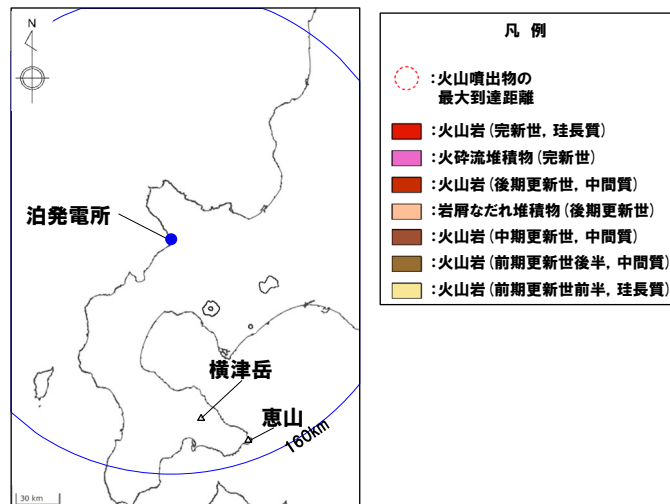 N
泊発電所
横津岳
恵山
160km
30 km
凡 例
:火山噴出物の
最大到達距離
:火山岩(完新世, 珪長質)
:火砕流堆積物(完新世)
:火山岩(後期更新世, 中間質)
:岩屑なだれ堆積物(後期更新世)
:火山岩(中期更新世, 中間質)
:火山岩(前期更新世後半, 中間質)
:火山岩(前期更新世前半, 珪長質)